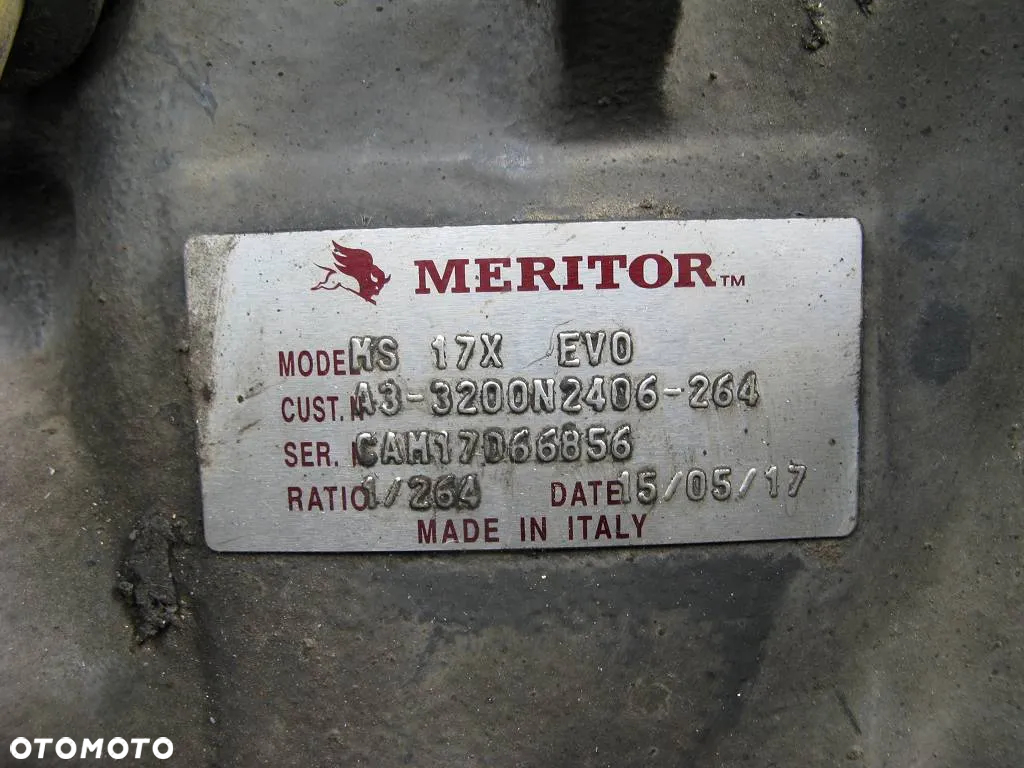 MERITOR™
MODEL MS 17X EVO
CUST. N A3-3200N2406-264
SER. N CAM17066856
RATIO 1/264 DATE 15/05/17
MADE IN ITALY
OTOMOTO